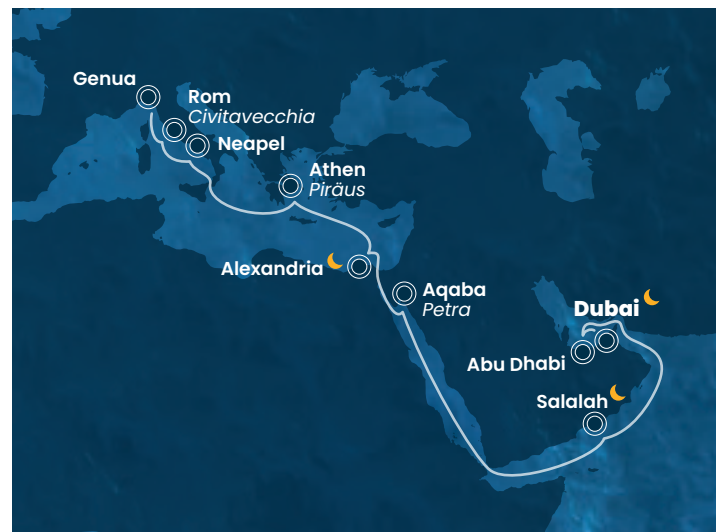 Genua
Rom
Civitavecchia
Neapel
Athen
Piräus
Alexandria
Aqaba
Petra
Dubai
Abu Dhabi
Salalah